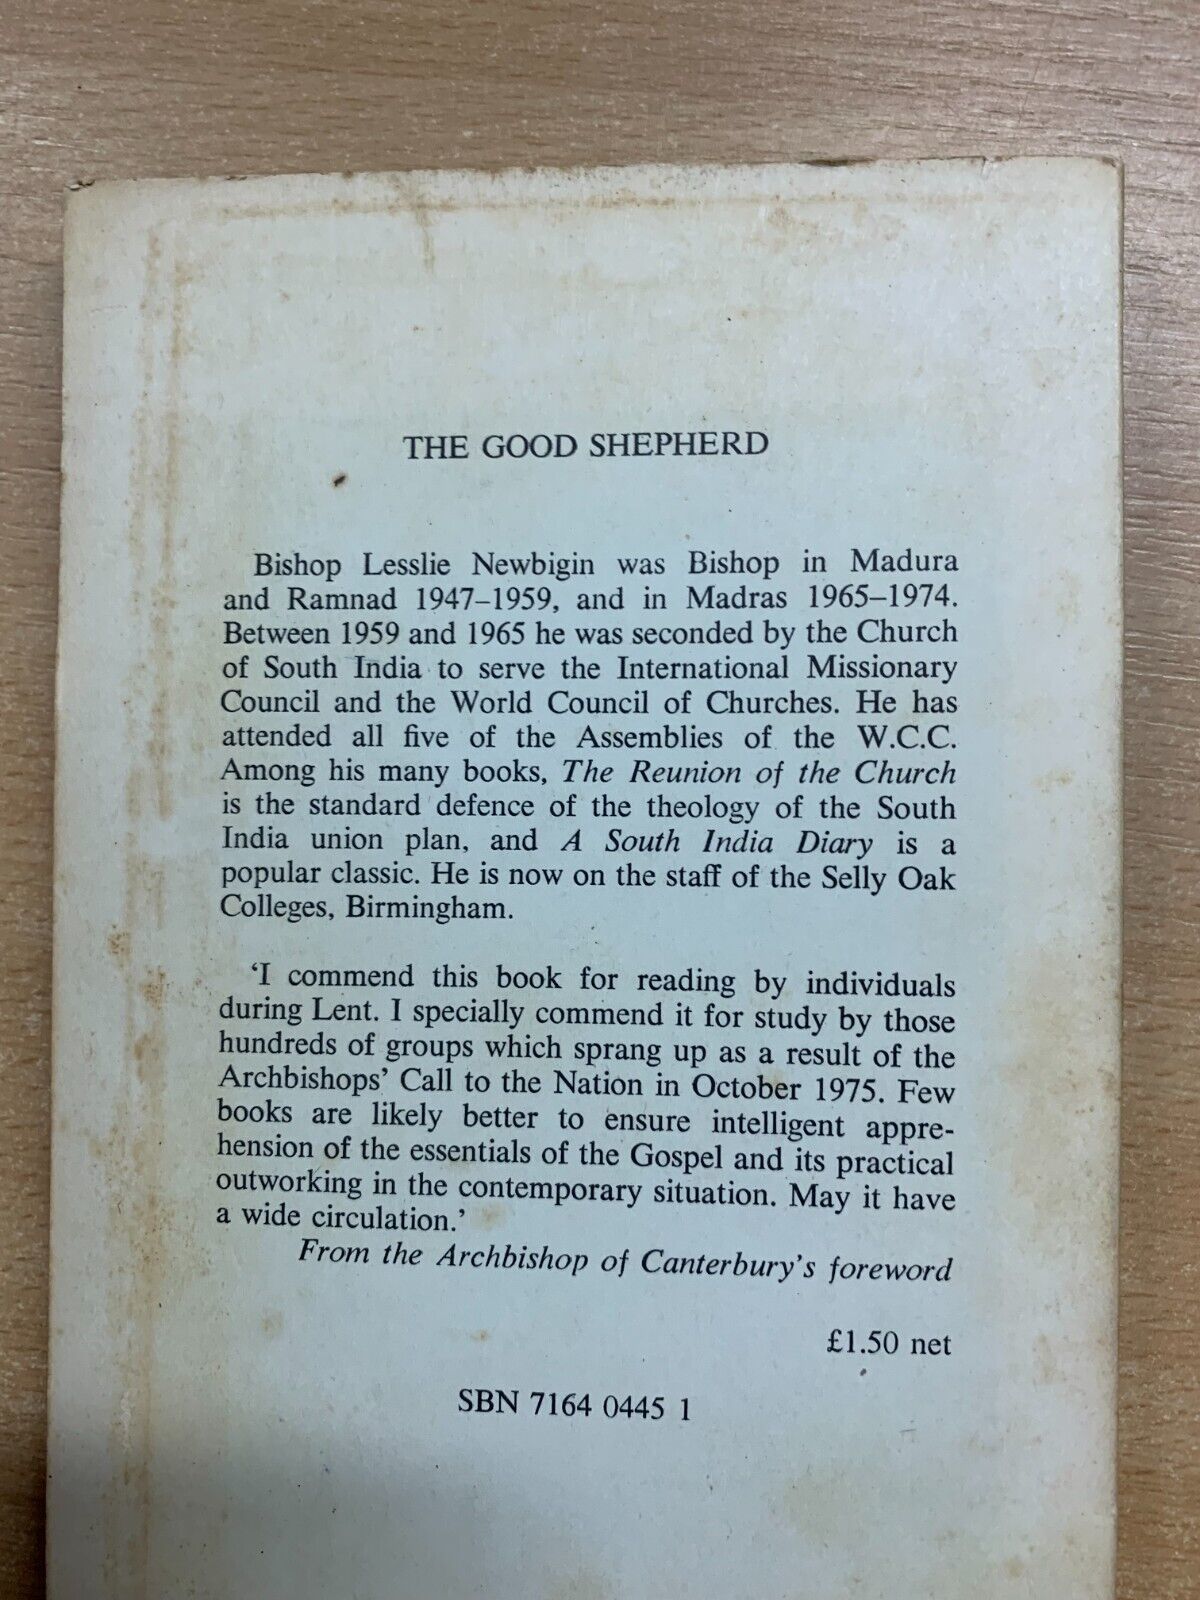 THE GOOD SHEPHERD
Bishop Lesslie Newbigin was Bishop in Madura
and Ramnad 1947–1959, and in Madras 1965–1974.
Between 1959 and 1965 he was seconded by the Church
of South India to serve the International Missionary
Council and the World Council of Churches. He has
attended all five of the Assemblies of the W.C.C.
Among his many books, The Reunion of the Church
is the standard defence of the theology of the South
India union plan, and A South India Diary is a
popular classic. He is now on the staff of the Selly Oak
Colleges, Birmingham.
‘I commend this book for reading by individuals
during Lent. I specially commend it for study by those
hundreds of groups which sprang up as a result of the
Archbishops’ Call to the Nation in October 1975. Few
books are likely better to ensure intelligent appre-
hension of the essentials of the Gospel and its practical
outworking in the contemporary situation. May it have
a wide circulation.’
From the Archbishop of Canterbury’s foreword
£1.50 net
SBN 7164 0445 1